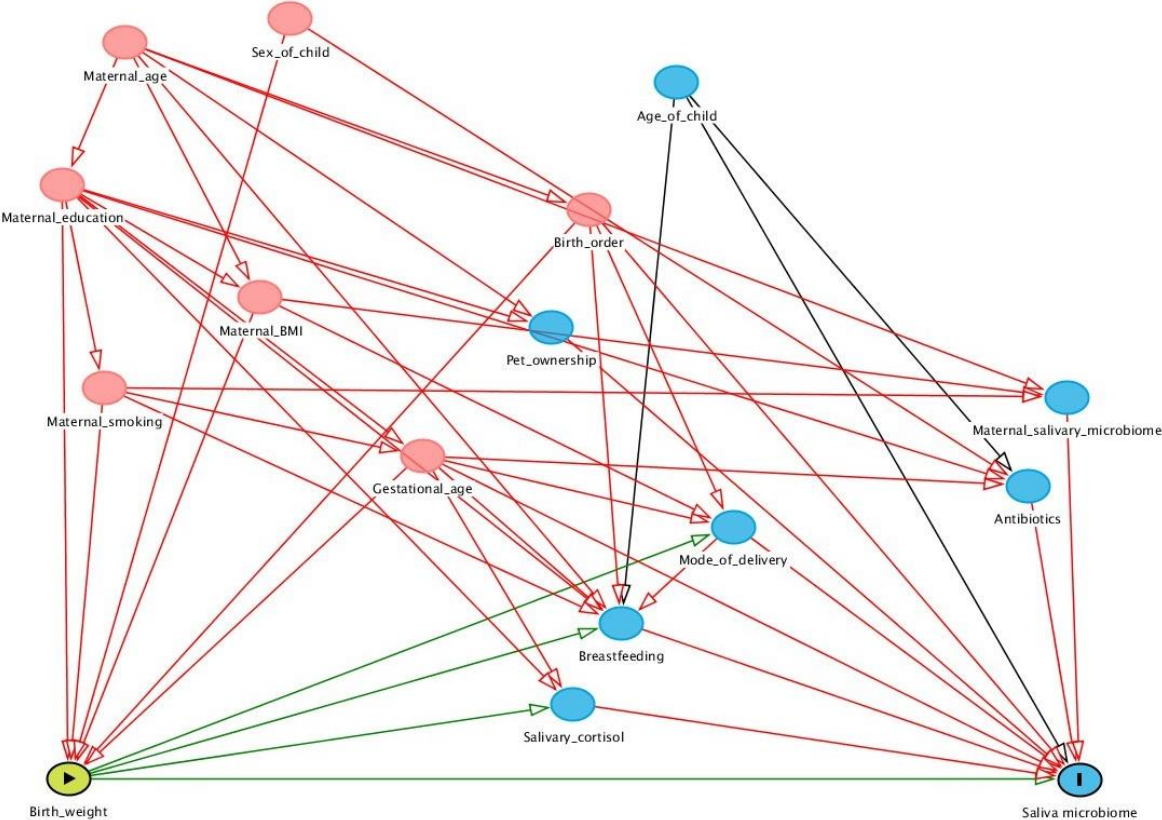 Sex_of_child
Maternal_age
Age_of_child
Maternal_education
Birth_order
Maternal_BMI
Pet_ownership
Maternal_smoking
Maternal_salivary_microbiome
Gestational_age
Antibiotics
Mode_of_delivery
Breastfeeding
Salivary_cortisol
Birth_weight
Saliva microbiome